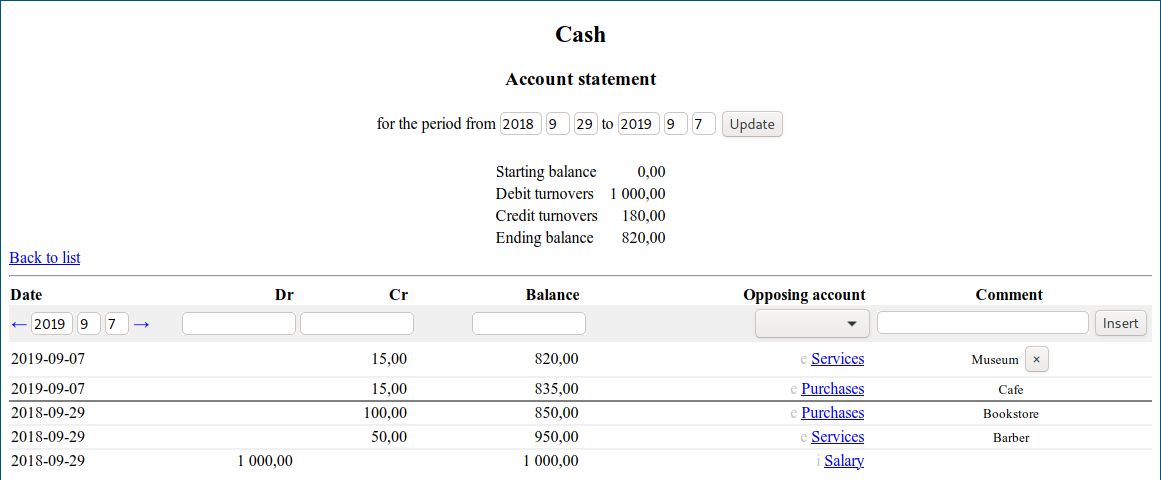 Cash
Account statement
for the period from 2018 9 29 to 2019 9 7 Update
Starting balance 0,00
Debit turnovers 1 000,00
Credit turnovers 180,00
Ending balance 820,00
Back to list
Date Dr Cr Balance Opposing account Comment
← 2019 9 7 → Insert
2019-09-07 15,00 820,00 e Services Museum ×
2019-09-07 15,00 835,00 e Purchases Cafe
2018-09-29 100,00 850,00 e Purchases Bookstore
2018-09-29 50,00 950,00 e Services Barber
2018-09-29 1 000,00 1 000,00 i Salary